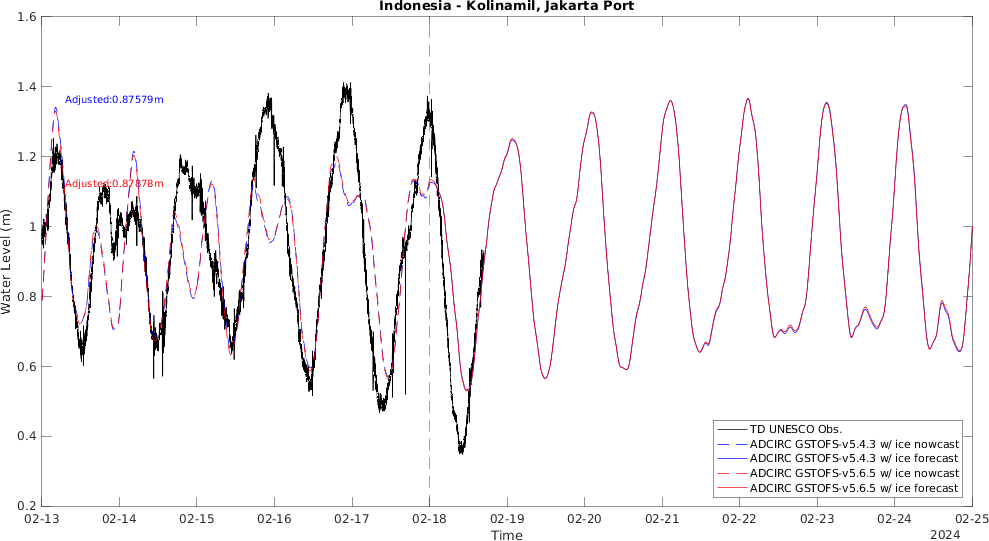 Indonesia - Kolinamil, Jakarta Port
1.6
1.4
1.2
1
0.8
0.6
0.4
0.2
Water Level (m)
Adjusted:0.87579m
Adjusted:0.87878m
TD UNESCO Obs.
ADCIRC GSTOFS-v5.4.3 w/ ice nowcast
ADCIRC GSTOFS-v5.4.3 w/ ice forecast
ADCIRC GSTOFS-v5.6.5 w/ ice nowcast
ADCIRC GSTOFS-v5.6.5 w/ ice forecast
02-13 02-14 02-15 02-16 02-17 02-18 02-19 02-20 02-21 02-22 02-23 02-24 02-25
Time
2024